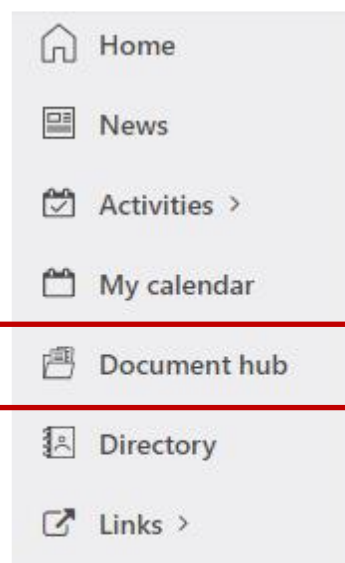 Home
News
Activities >
My calendar
Document hub
Directory
Links >